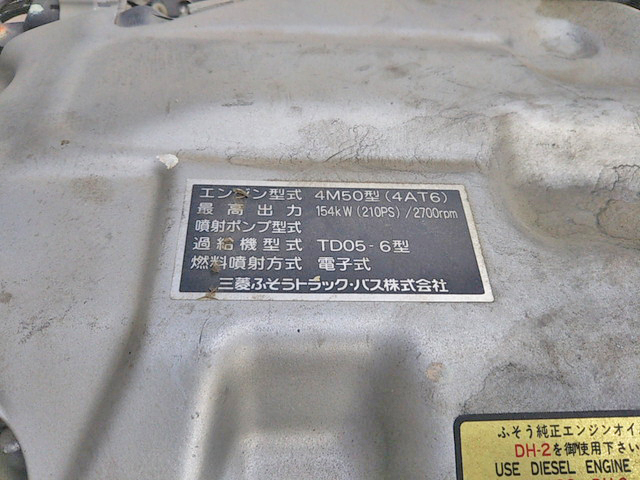 エンジン型式 4M50型(4AT6)
最高出力 154kW(210PS)/2700rpm
噴射ポンプ型式
過給機型式 TD05-6型
燃料噴射方式 電子式
三菱ふそうトラック・バス株式会社
ふそう純正エンジンオイ
DH-2を御使用下さい
USE DIESEL ENGINE